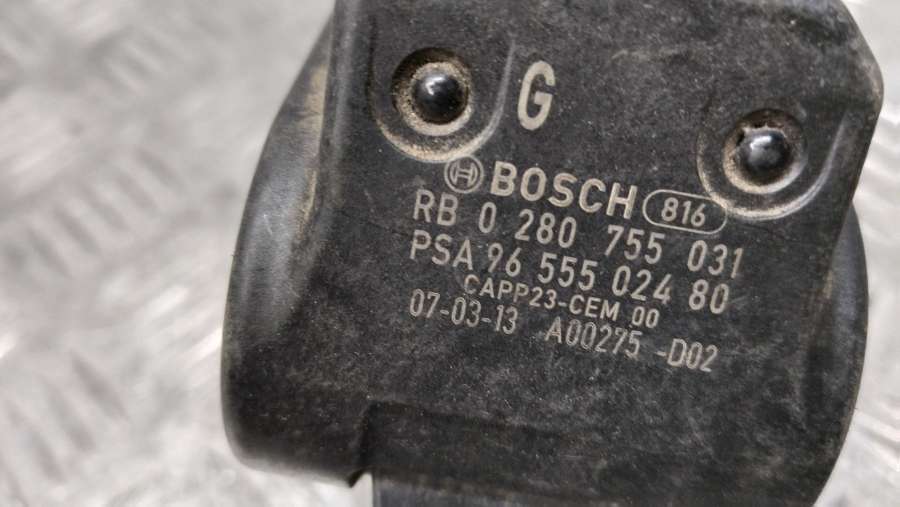 G
BOSCH 816
RB 0 280 755 031
PSA 96 555 024 80
CAPP23-CEM 00
07-03-13 A00275 -D02